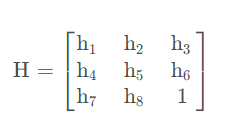 H = [ h₁ h₂ h₃
h₄ h₅ h₆
h₇ h₈ 1 ]